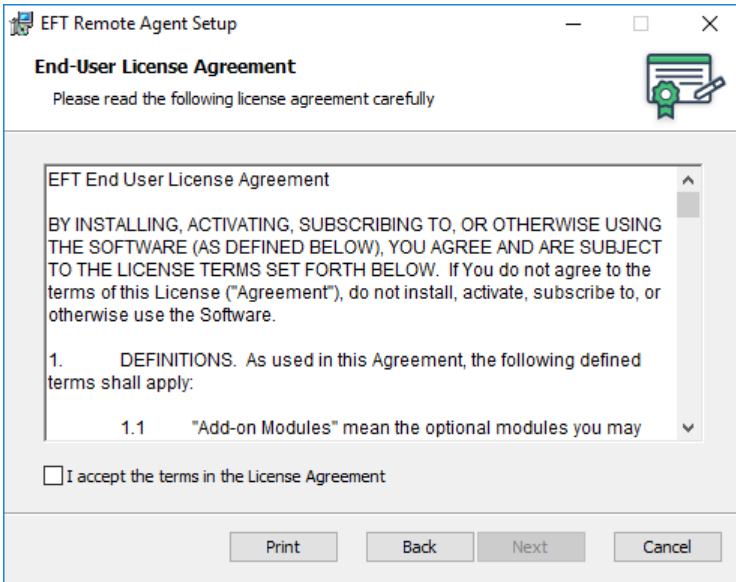 EFT Remote Agent Setup
End-User License Agreement
Please read the following license agreement carefully
EFT End User License Agreement
BY INSTALLING, ACTIVATING, SUBSCRIBING TO, OR OTHERWISE USING
THE SOFTWARE (AS DEFINED BELOW), YOU AGREE AND ARE SUBJECT
TO THE LICENSE TERMS SET FORTH BELOW.  If You do not agree to the
terms of this License ("Agreement"), do not install, activate, subscribe to, or
otherwise use the Software.
1. DEFINITIONS.  As used in this Agreement, the following defined
terms shall apply:
1.1 "Add-on Modules" mean the optional modules you may
I accept the terms in the License Agreement
Print Back Next Cancel